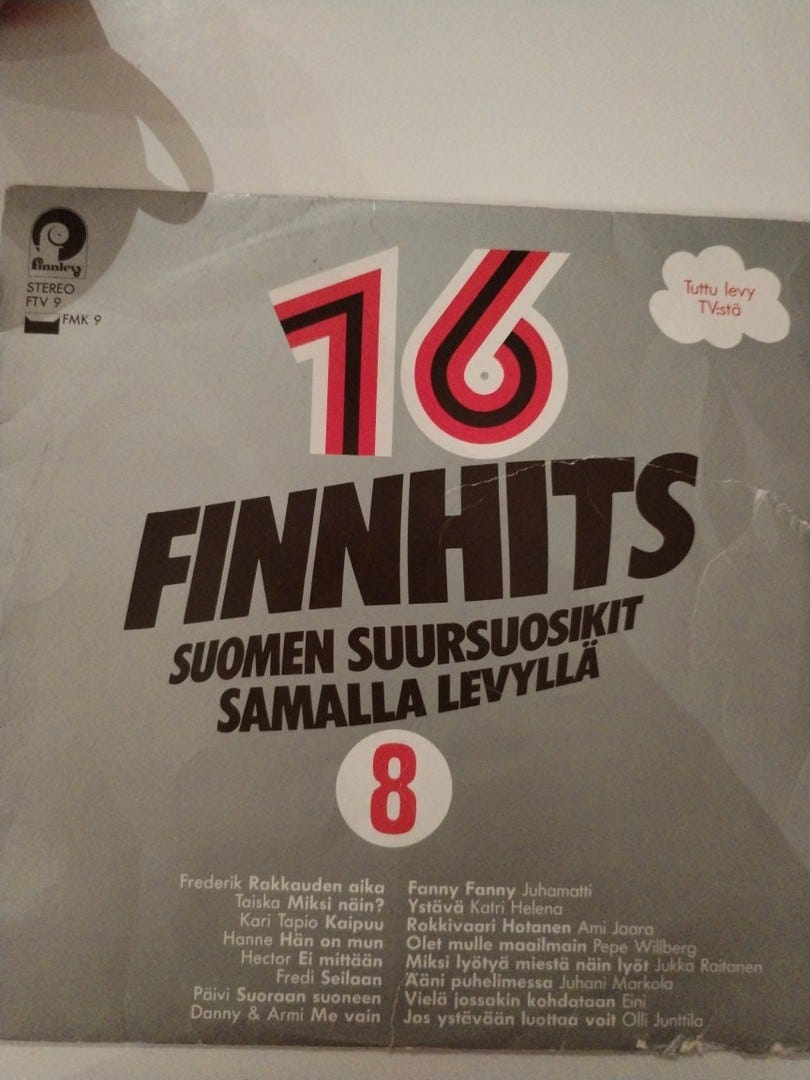 Finnlevy
STEREO
FTV 9
FMK 9
16
Tuttu levy
TV:stä
FINNHITS
SUOMEN SUURSUOSIKIT
SAMALLA LEVYLLÄ
8
Frederik Rakkauden aika
Taiska Miksi näin?
Kari Tapio Kaipuu
Hanne Hän on mun
Hector Ei mittään
Fredi Seilaan
Päivi Suoraan suoneen
Danny & Armi Me vain
Fanny Fanny Juhamatti
Ystävä Katri Helena
Rokkivaari Hotanen Ami Jaara
Olet mulle maailmain Pepe Willberg
Miksi lyötyä miestä näin lyöt Jukka Raitanen
Ääni puhelimessa Juhani Markola
Vielä jossakin kohdataan Eini
Jos ystävään luottaa voit Olli Junttila